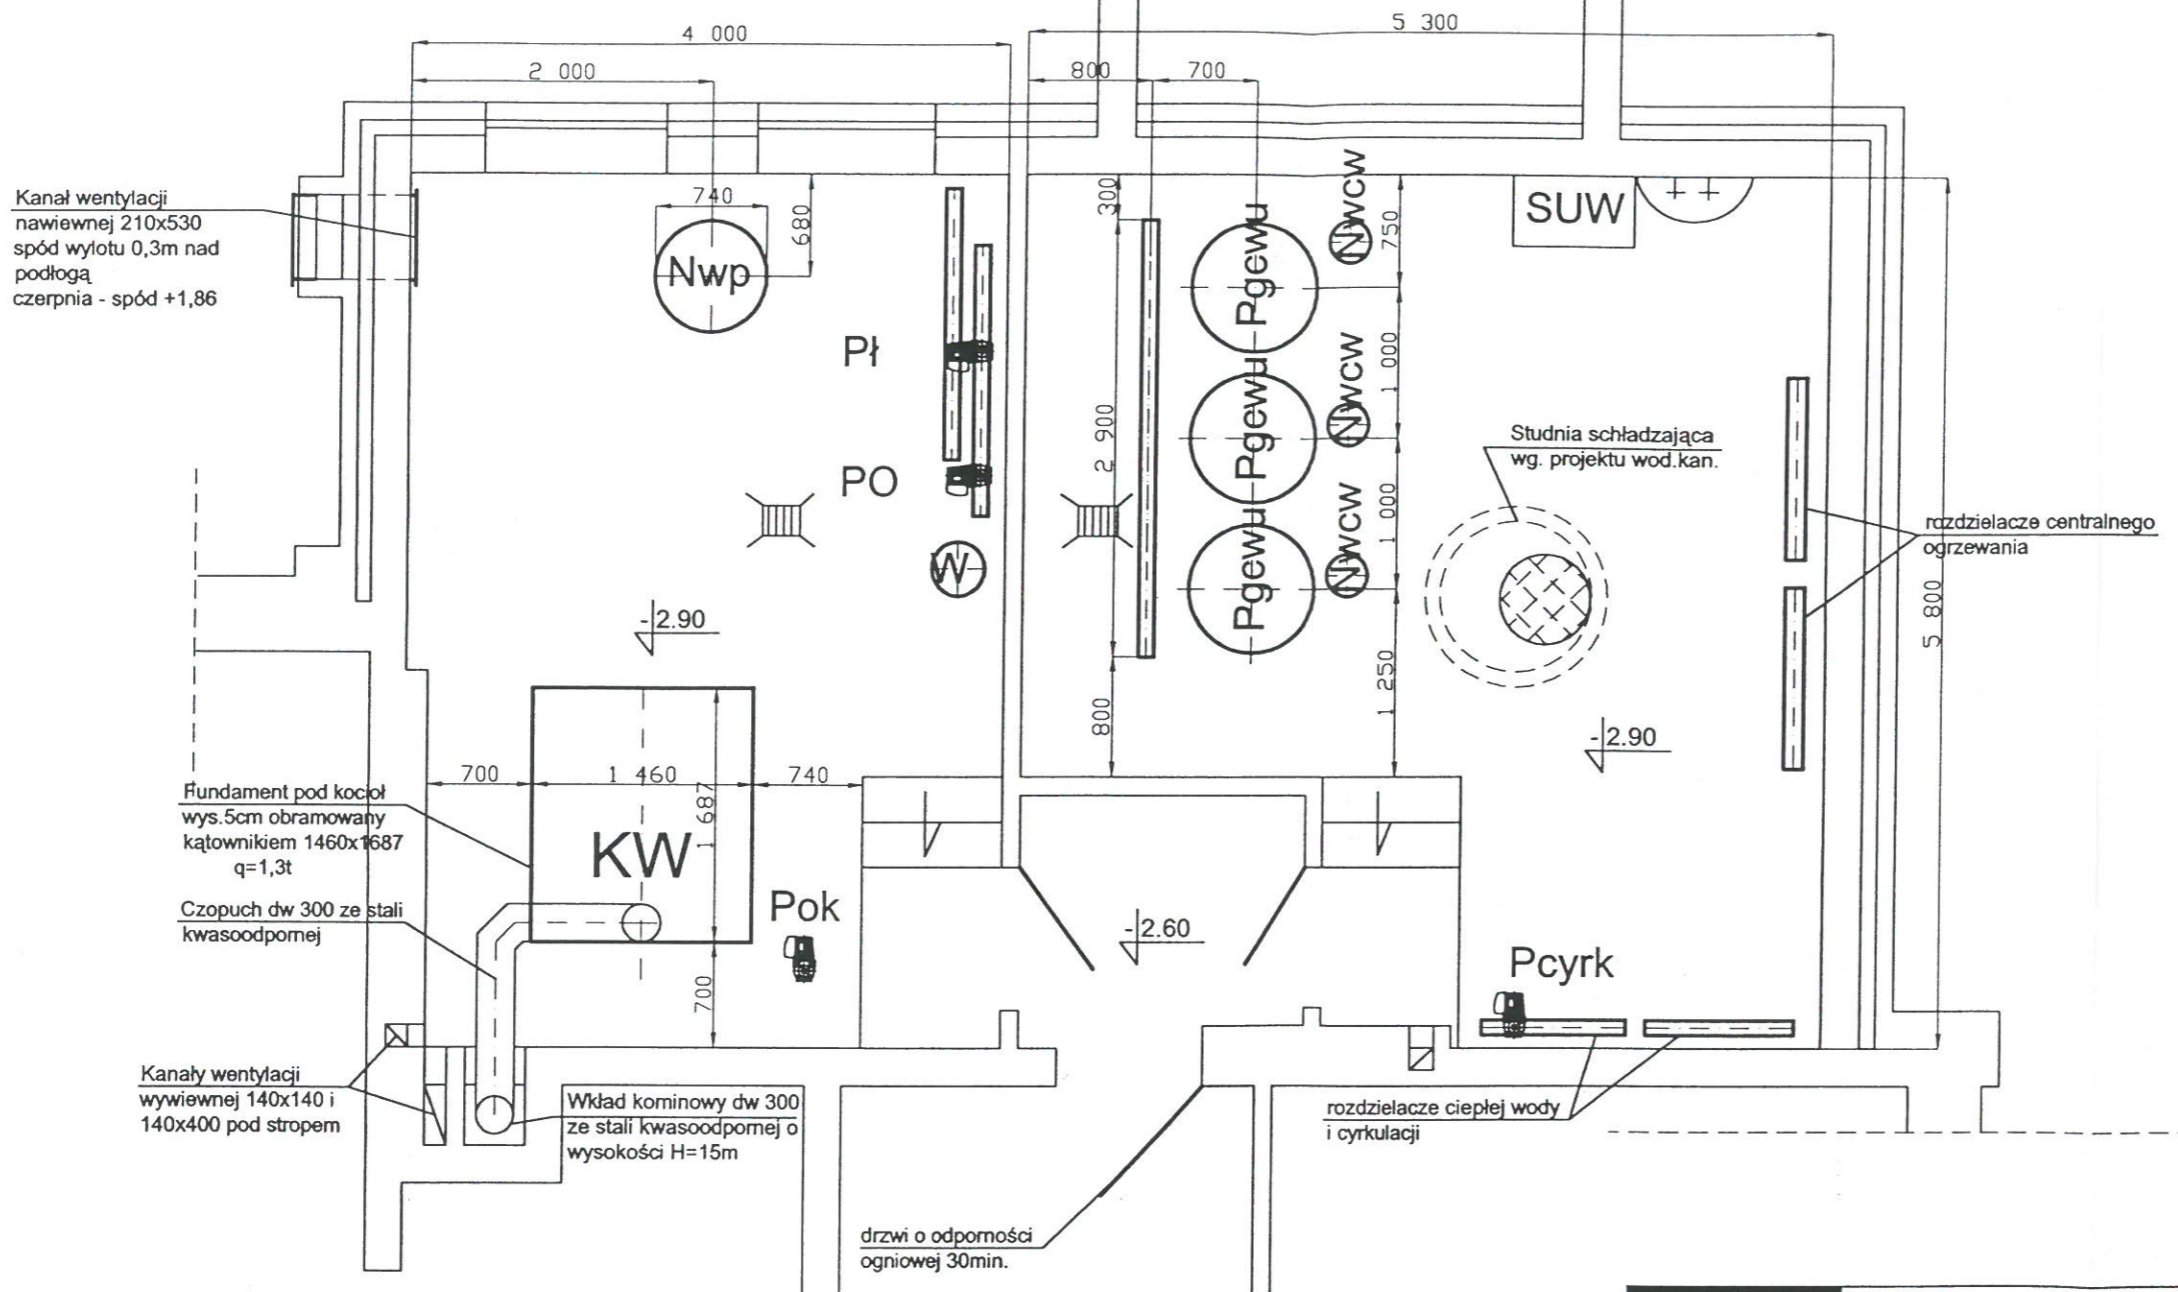 4 000
5 300
2 000
800
700
Kanał wentylacji
nawiewnej 210x530
spód wylotu 0,3m nad
podłogą
czerpnia - spód +1,86
740
680
Nwp
300
Pgewu
Nwcw
750
SUW
Pł
1 000
Pgewu
Nwcw
2 900
PO
Studnia schładzająca
wg. projektu wod.kan.
1 000
Pgewu
Nwcw
rozdzielacze centralnego
ogrzewania
W
5 800
-2.90
1 250
800
-2.90
700
1 460
740
1 687
Fundament pod kocioł
wys.5cm obramowany
kątownikiem 1460x1687
q=1,3t
KW
Pok
Czopuch dw 300 ze stali
kwasoodpornej
-2.60
Pcyrk
700
Kanały wentylacji
wywiewnej 140x140 i
140x400 pod stropem
Wkład kominowy dw 300
ze stali kwasoodpornej o
wysokości H=15m
rozdzielacze ciepłej wody
i cyrkulacji
drzwi o odporności
ogniowej 30min.